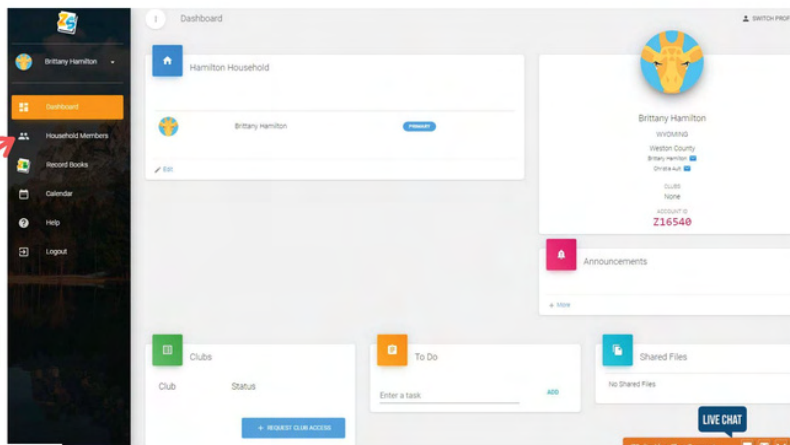 Dashboard
SWITCH PROF
Brittany Hamilton
Dashboard
Household Members
Record Books
Calendar
Help
Logout
Hamilton Household
Brittany Hamilton
PRIMARY
Edit
Brittany Hamilton
WYOMING
Weston County
Brittany Hamilton
Christa Ault
CLUBS
None
ACCOUNT ID
Z16540
Announcements
+ More
Clubs
Club Status
+ REQUEST CLUB ACCESS
To Do
Enter a task
ADD
Shared Files
No Shared Files
LIVE CHAT